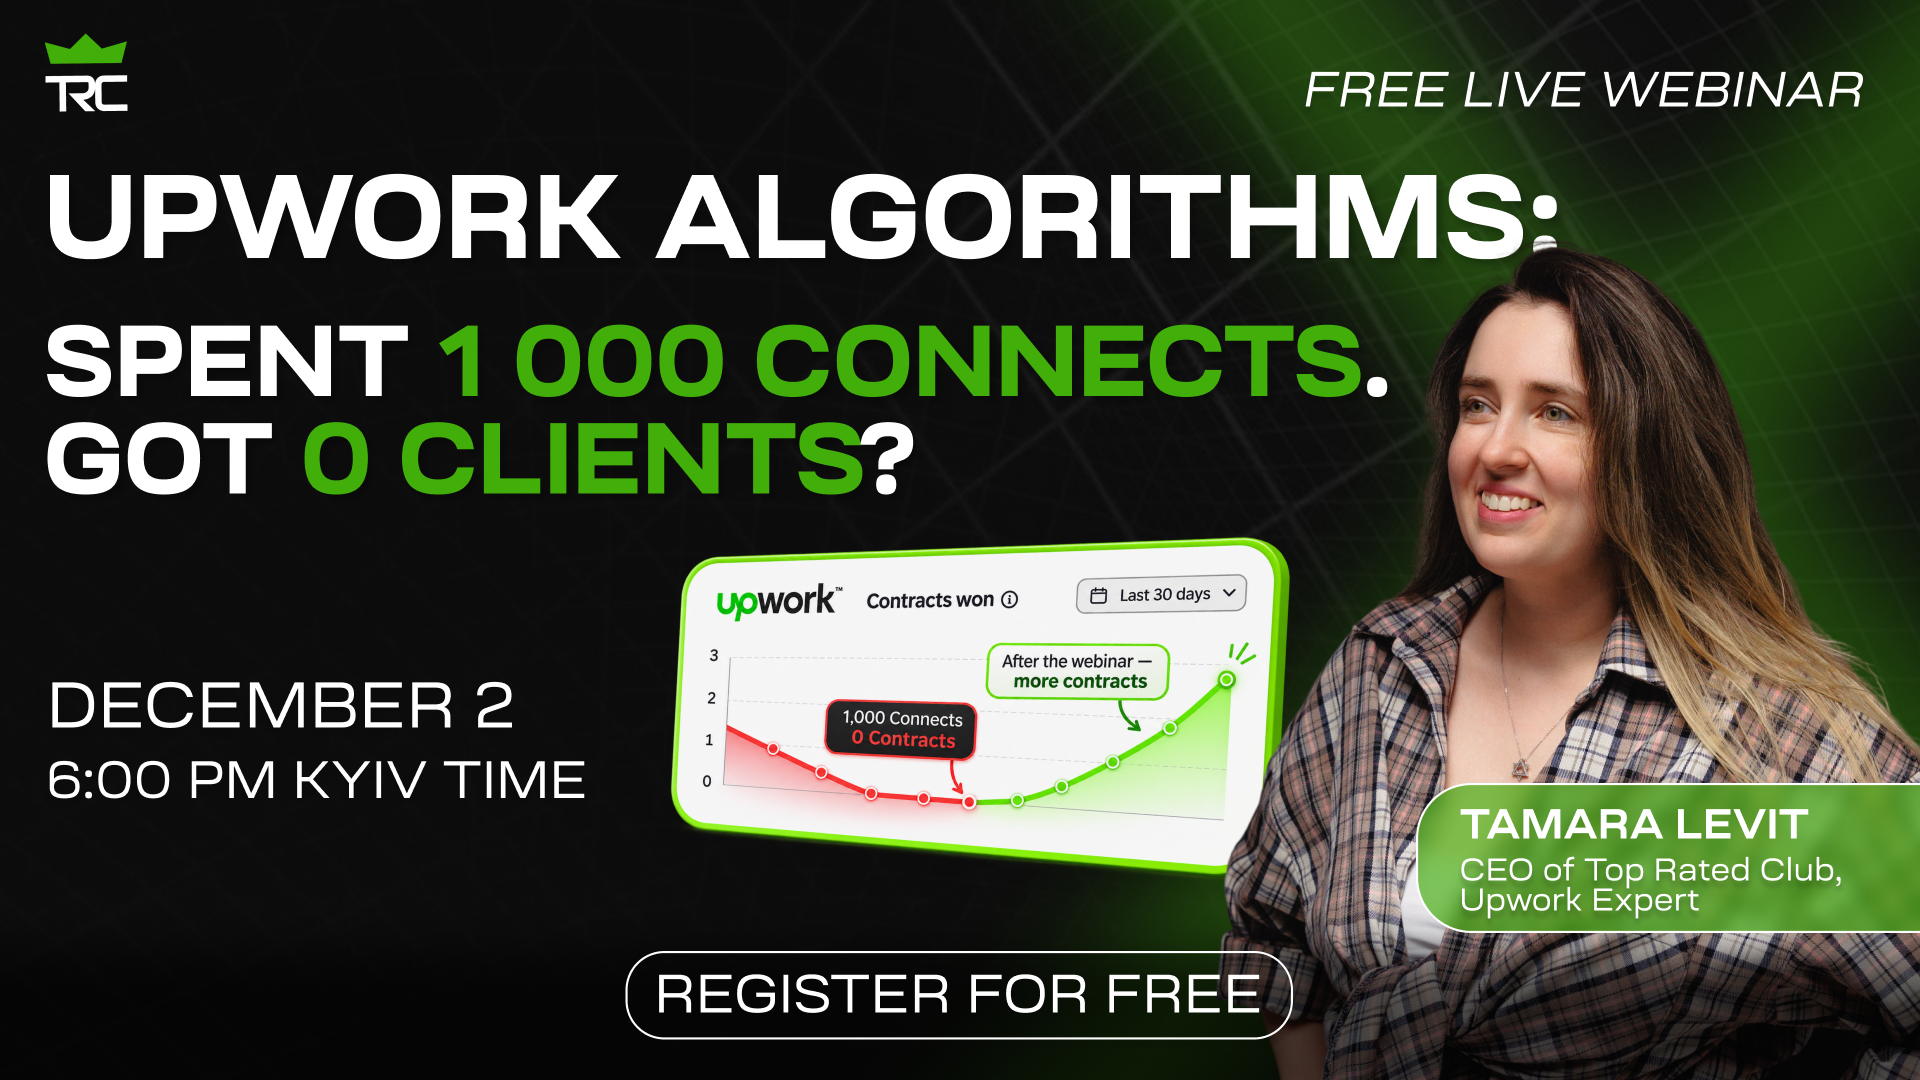 TRC
FREE LIVE WEBINAR
UPWORK ALGORITHMS:
SPENT 1 000 CONNECTS.
GOT 0 CLIENTS?
DECEMBER 2
6:00 PM KYIV TIME
upwork™
Contracts won
Last 30 days
3
2
1
0
1,000 Connects
0 Contracts
After the webinar —
more contracts
TAMARA LEVIT
CEO of Top Rated Club,
Upwork Expert
REGISTER FOR FREE